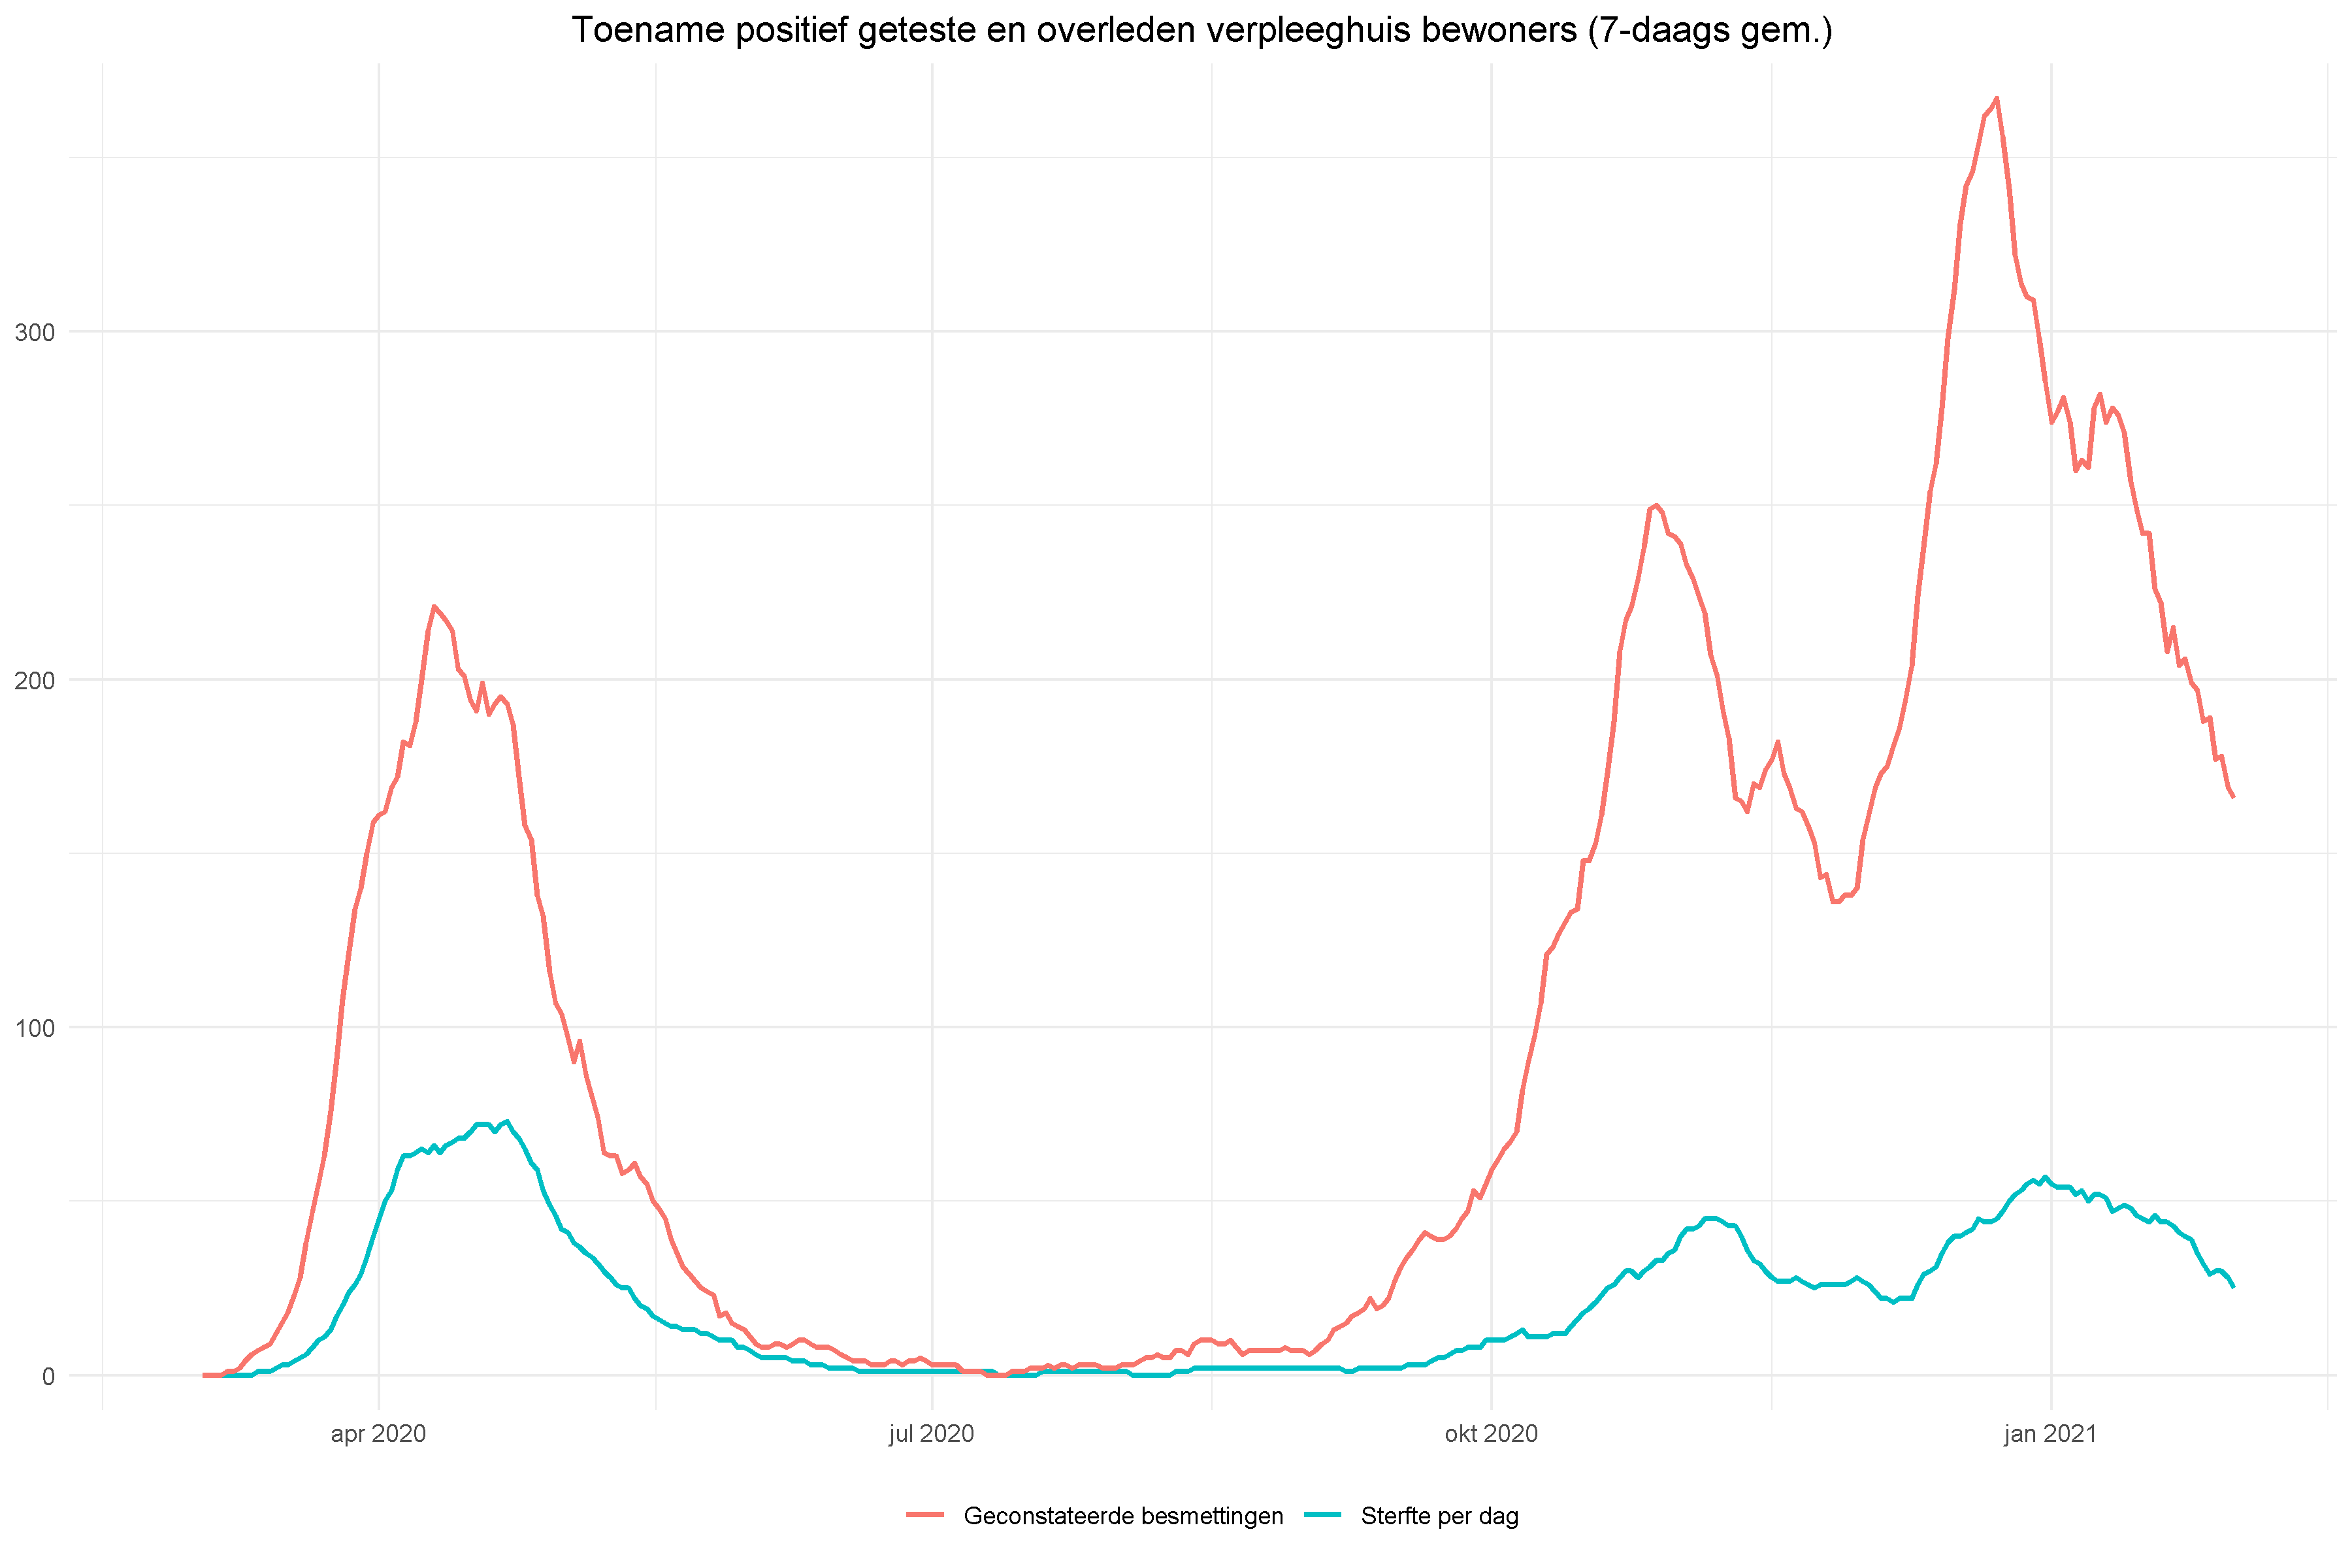 Toename positief geteste en overleden verpleeghuis bewoners (7-daags gem.)
300
200
100
0
apr 2020
jul 2020
okt 2020
jan 2021
Geconstateerde besmettingen
Sterfte per dag